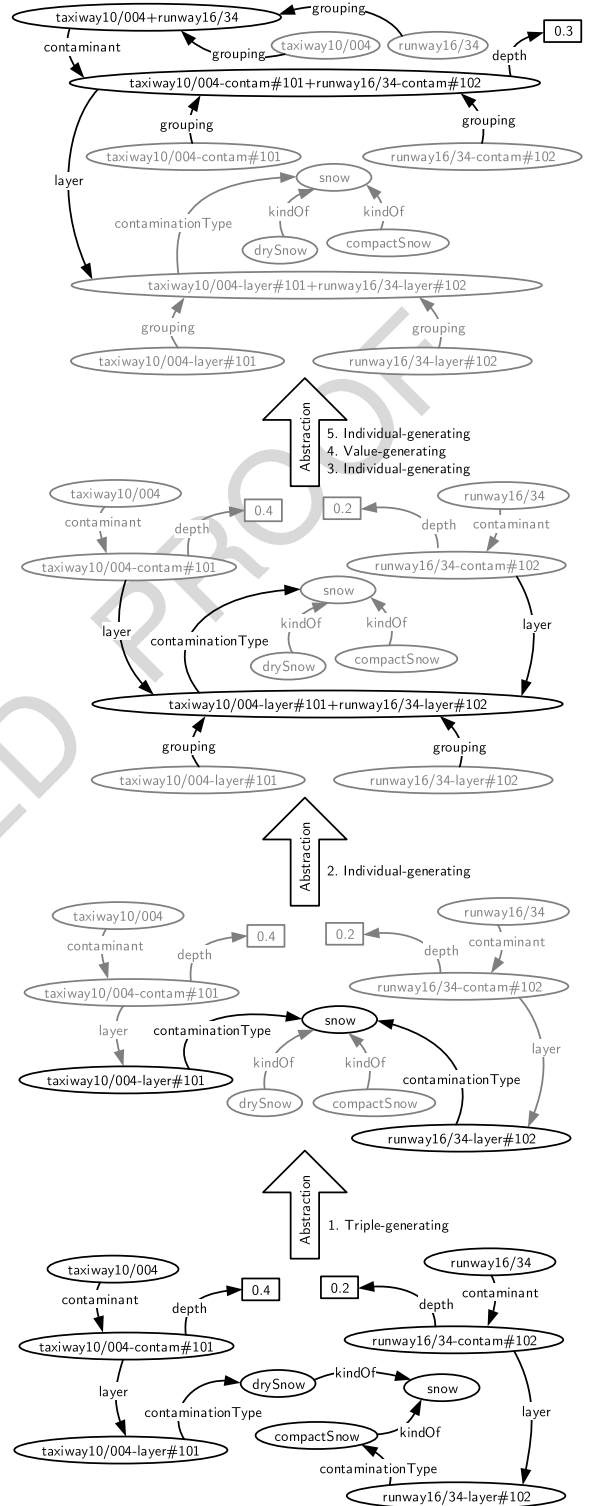 taxiway10/004+runway16/34
grouping
contaminant
grouping
taxiway10/004
runway16/34
0.3
depth
taxiway10/004-contam#101+runway16/34-contam#102
grouping
grouping
taxiway10/004-contam#101
runway16/34-contam#102
layer
snow
contaminationType
kindOf
kindOf
drySnow
compactSnow
taxiway10/004-layer#101+runway16/34-layer#102
grouping
grouping
taxiway10/004-layer#101
runway16/34-layer#102
Abstraction
5. Individual-generating
4. Value-generating
3. Individual-generating
taxiway10/004
runway16/34
contaminant
depth
0.4
0.2
depth
contaminant
taxiway10/004-contam#101
runway16/34-contam#102
snow
layer
contaminationType
kindOf
kindOf
layer
drySnow
compactSnow
taxiway10/004-layer#101+runway16/34-layer#102
grouping
grouping
taxiway10/004-layer#101
runway16/34-layer#102
Abstraction
2. Individual-generating
taxiway10/004
runway16/34
contaminant
depth
0.4
0.2
depth
contaminant
taxiway10/004-contam#101
runway16/34-contam#102
layer
contaminationType
snow
kindOf
kindOf
layer
taxiway10/004-layer#101
contaminationType
drySnow
compactSnow
runway16/34-layer#102
Abstraction
1. Triple-generating
taxiway10/004
runway16/34
contaminant
depth
0.4
0.2
depth
contaminant
taxiway10/004-contam#101
runway16/34-contam#102
layer
drySnow
kindOf
snow
contaminationType
layer
compactSnow
kindOf
taxiway10/004-layer#101
contaminationType
runway16/34-layer#102
D PROOF